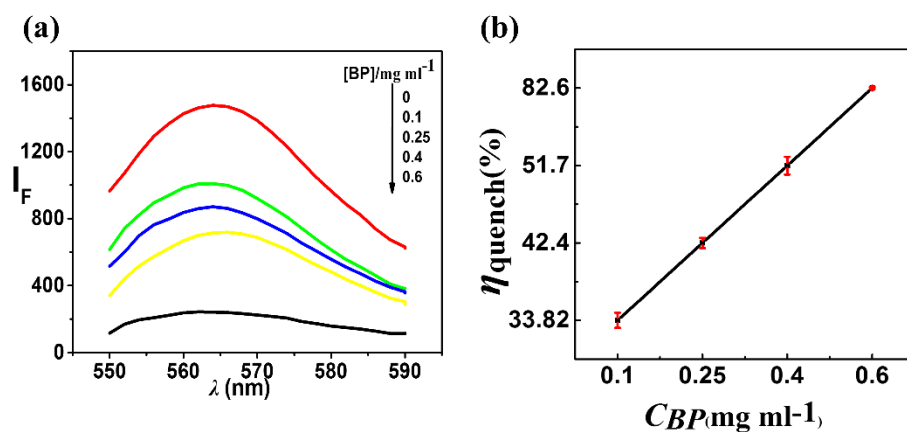 (a)
1600
1200
800
400
0
I_F
550 560 570 580 590
λ (nm)
[BP]/mg ml⁻¹
0
0.1
0.25
0.4
0.6
(b)
82.6
51.7
42.4
33.82
ηquench(%)
0.1 0.25 0.4 0.6
CBP(mg ml-1)